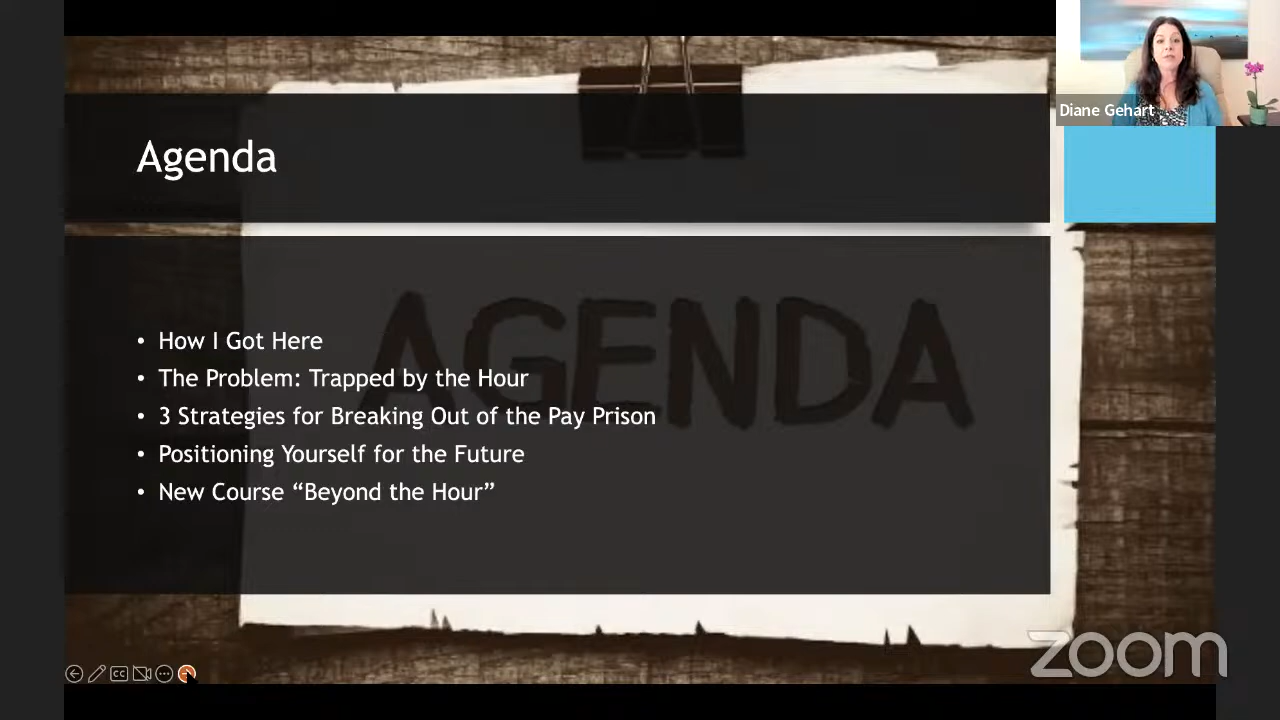 Diane Gehart
Agenda
AGENDA
• How I Got Here
• The Problem: Trapped by the Hour
• 3 Strategies for Breaking Out of the Pay Prison
• Positioning Yourself for the Future
• New Course “Beyond the Hour”
CC
zoom